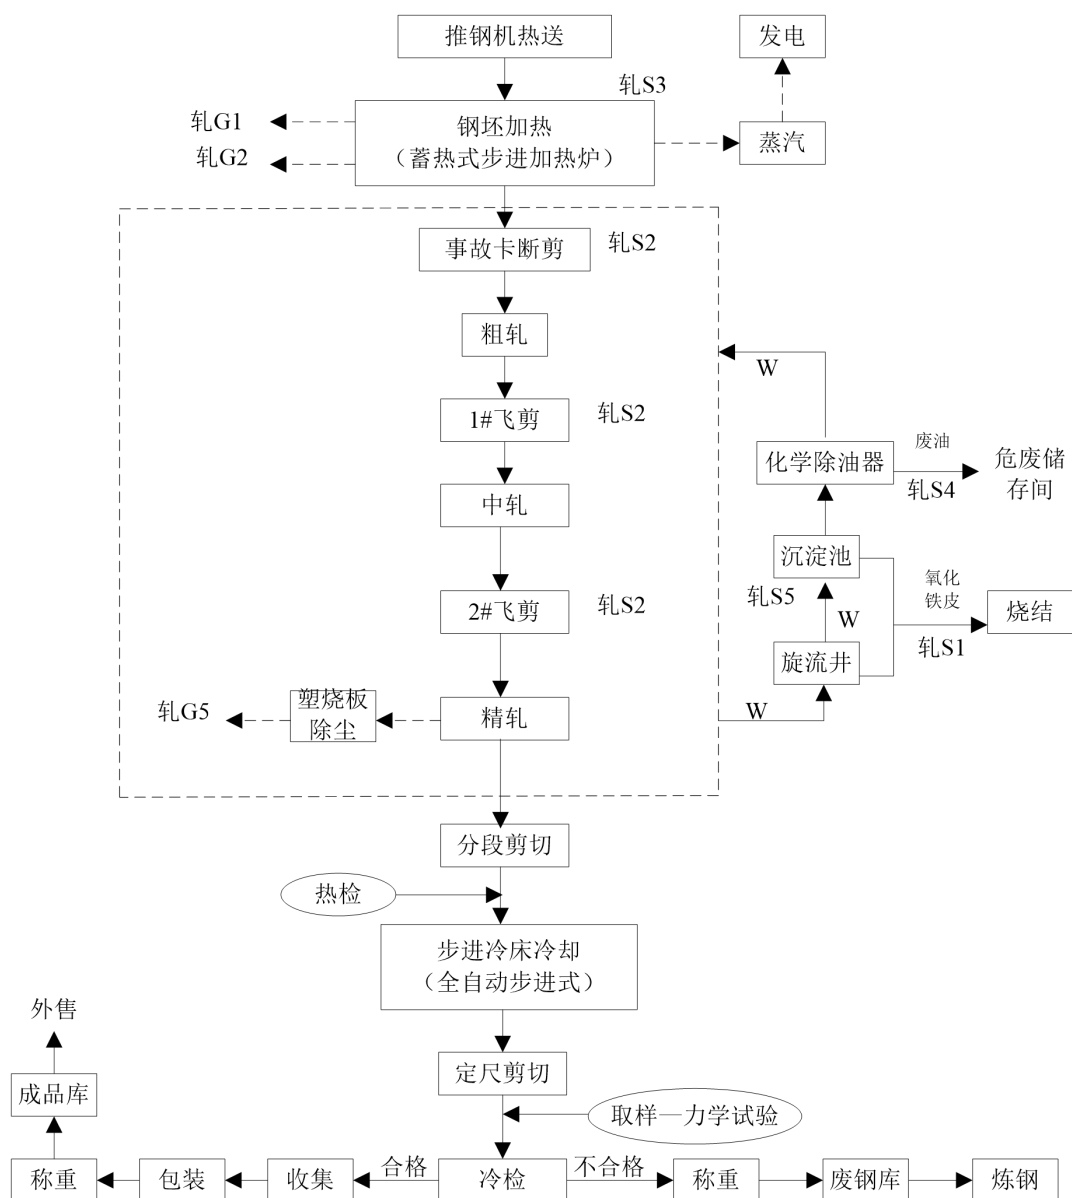 推钢机热送
发电
轧S3
轧G1
钢坯加热
（蓄热式步进加热炉）
轧G2
蒸汽
事故卡断剪
轧S2
粗轧
W
1#飞剪
轧S2
化学除油器
废油
轧S4
危废储
存间
中轧
沉淀池
轧S5
氧化
铁皮
2#飞剪
轧S2
W
轧S1
烧结
旋流井
轧G5
塑烧板
除尘
精轧
W
分段剪切
热检
步进冷床冷却
（全自动步进式）
外售
成品库
定尺剪切
取样—力学试验
称重
包装
收集
合格
冷检
不合格
称重
废钢库
炼钢